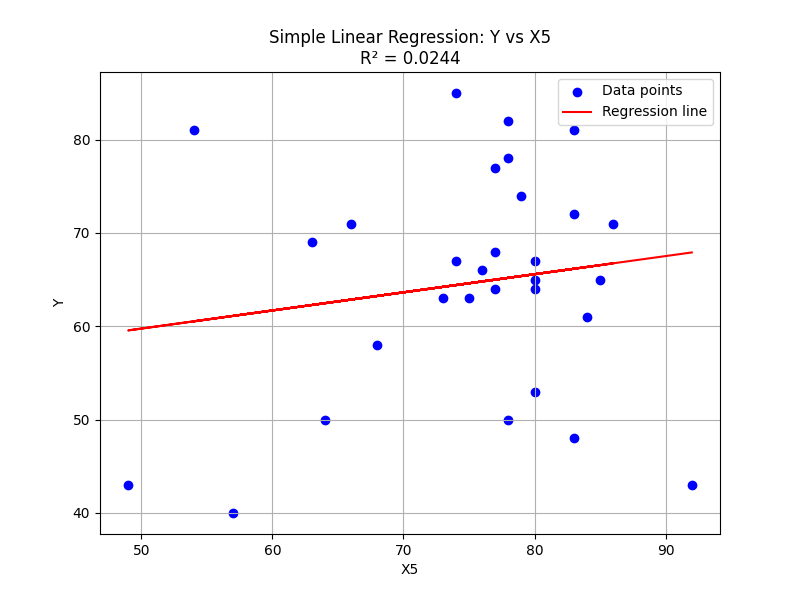 Simple Linear Regression: Y vs X5
R² = 0.0244
Data points
Regression line
80
70
60
50
40
Y
50 60 70 80 90
X5